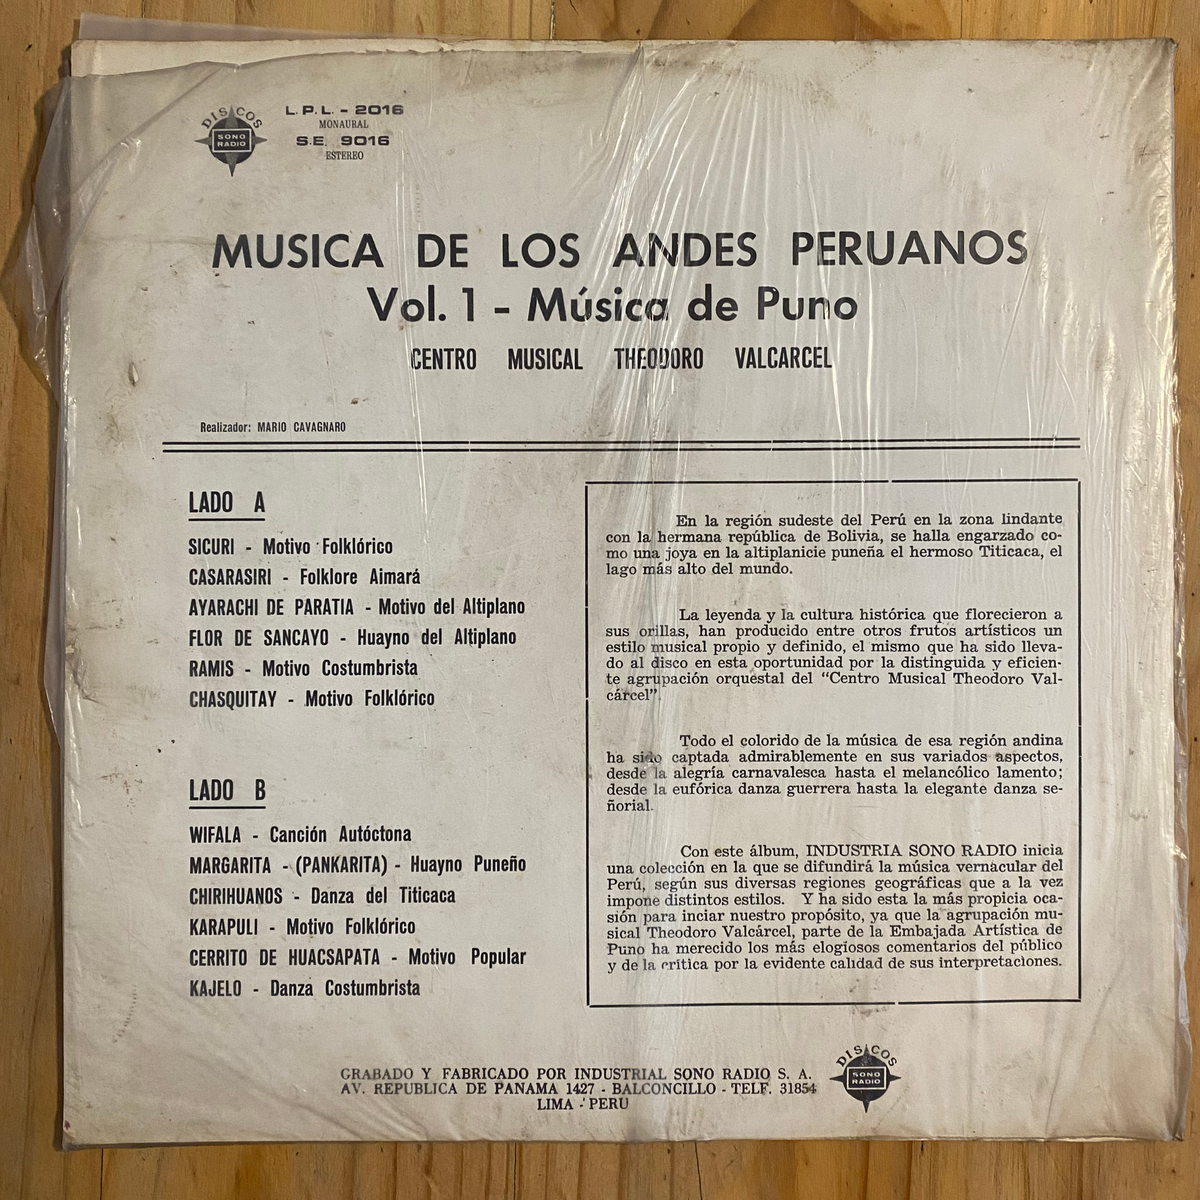 DISCOS
SONO
RADIO
L.P.L. - 2016
MONAURAL
S.E. 9016
ESTEREO
MUSICA DE LOS ANDES PERUANOS
Vol. 1 - Música de Puno
CENTRO MUSICAL THEODORO VALCARCEL
Realizador: MARIO CAVAGNARO
LADO A
SICURI - Motivo Folklórico
CASARASIRI - Folklore Aimará
AYARACHI DE PARATIA - Motivo del Altiplano
FLOR DE SANCAYO - Huayno del Altiplano
RAMIS - Motivo Costumbrista
CHASQUITAY - Motivo Folklórico
LADO B
WIFALA - Canción Autóctona
MARGARITA - (PANKARITA) - Huayno Puneño
CHIRIHUANOS - Danza del Titicaca
KARAPULI - Motivo Folklórico
CERRITO DE HUACSAPATA - Motivo Popular
KAJELO - Danza Costumbrista
En la región sudeste del Perú en la zona lindante
con la hermana república de Bolivia, se halla engarzado co-
mo una joya en la altiplanicie puneña el hermoso Titicaca, el
lago más alto del mundo.
La leyenda y la cultura histórica que florecieron a
sus orillas, han producido entre otros frutos artísticos un
estilo musical propio y definido, el mismo que ha sido lleva-
do al disco en esta oportunidad por la distinguida y eficien-
te agrupación orquestal del "Centro Musical Theodoro Val-
cárcel".
Todo el colorido de la música de esa región andina
ha sido captada admirablemente en sus variados aspectos,
desde la alegría carnavalesca hasta el melancólico lamento;
desde la eufórica danza guerrera hasta la elegante danza se-
ñorial.
Con este álbum, INDUSTRIA SONO RADIO inicia
una colección en la que se difundirá la música vernacular del
Perú, según sus diversas regiones geográficas que a la vez
impone distintos estilos. Y ha sido esta la más propicia oca-
sión para inciar nuestro propósito, ya que la agrupación mu-
sical Theodoro Valcárcel, parte de la Embajada Artística de
Puno ha merecido los más elogiosos comentarios del público
y de la crítica por la evidente calidad de sus interpretaciones.
GRABADO Y FABRICADO POR INDUSTRIAL SONO RADIO S. A.
AV. REPUBLICA DE PANAMA 1427 - BALCONCILLO - TELF. 31854
LIMA - PERU
DISCOS
SONO
RADIO